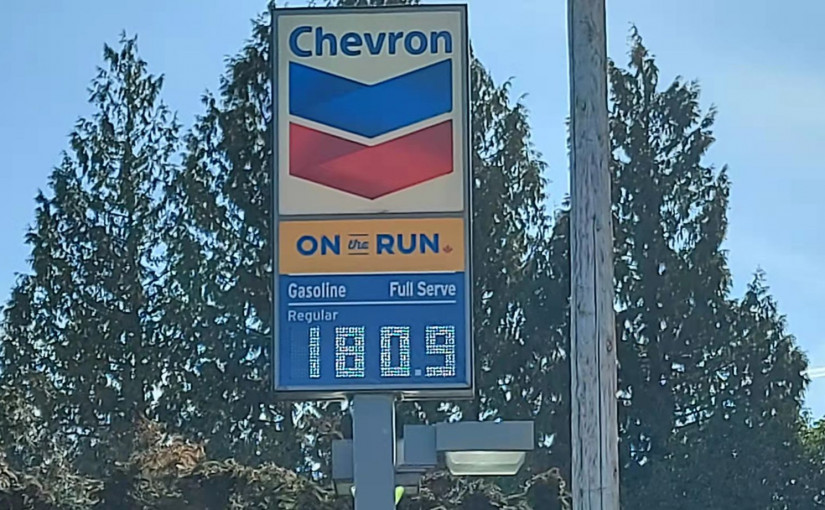 Chevron
ON the RUN
Gasoline Full Serve
Regular
180.9